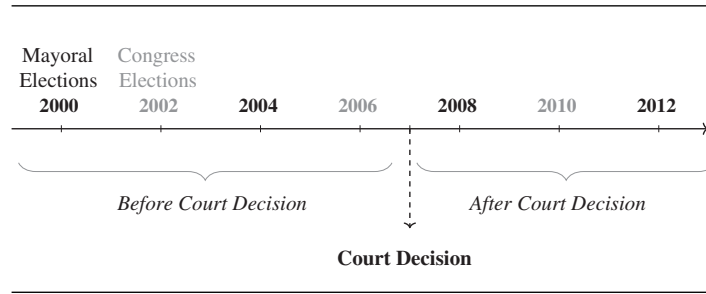 Mayoral Congress
Elections Elections
2000 2002 2004 2006 2008 2010 2012
Before Court Decision After Court Decision
Court Decision